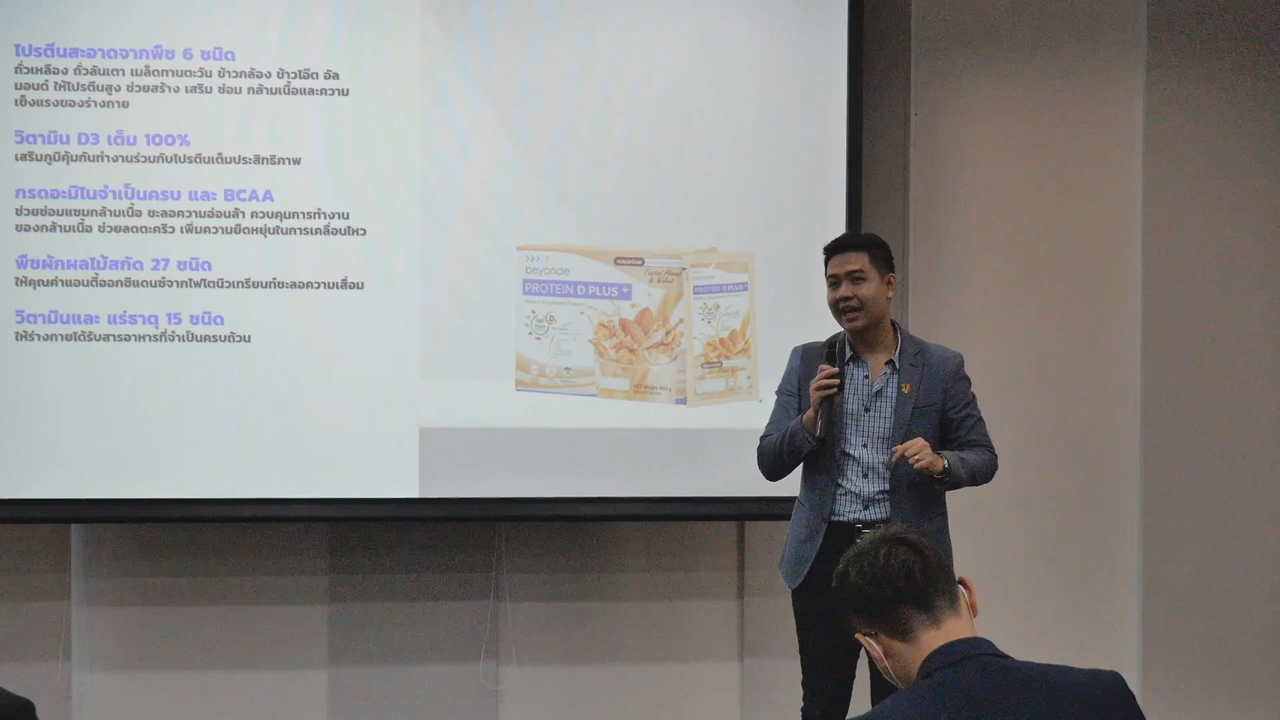 โปรตีนสะอาดจากพืช 6 ชนิด
ถั่วเหลือง ถั่วลันเตา เมล็ดทานตะวัน ข้าวกล้อง ข้าวโอ๊ต อัล
มอนด์ ให้โปรตีนสูง ช่วยสร้าง เสริม ซ่อม กล้ามเนื้อและความ
เข็งแรงของร่างกาย
วิตามิน D3 เต็ม 100%
เสริมภูมิคุ้มกันทำงานร่วมกับโปรตีนเต็มประสิทธิภาพ
กรดอะมิโนจำเป็นครบ และ BCAA
ช่วยซ่อมแซมกล้ามเนื้อ ชะลอความอ่อนล้า ควบคุมการทำงาน
ของกล้ามเนื้อ ช่วยลดตะคริว เพิ่มความยืดหยุ่นในการเคลื่อนไหว
พืชผักผลไม้สกัด 27 ชนิด
ให้คุณค่าแอนตี้ออกซิแดนซ์จากไฟโตนิวเทรียนท์ชะลอความเสื่อม
วิตามินและ แร่ธาตุ 15 ชนิด
ให้ร่างกายได้รับสารอาหารที่จำเป็นครบถ้วน
beyonde
PROTEIN D PLUS +
PROTEIN D PLUS +